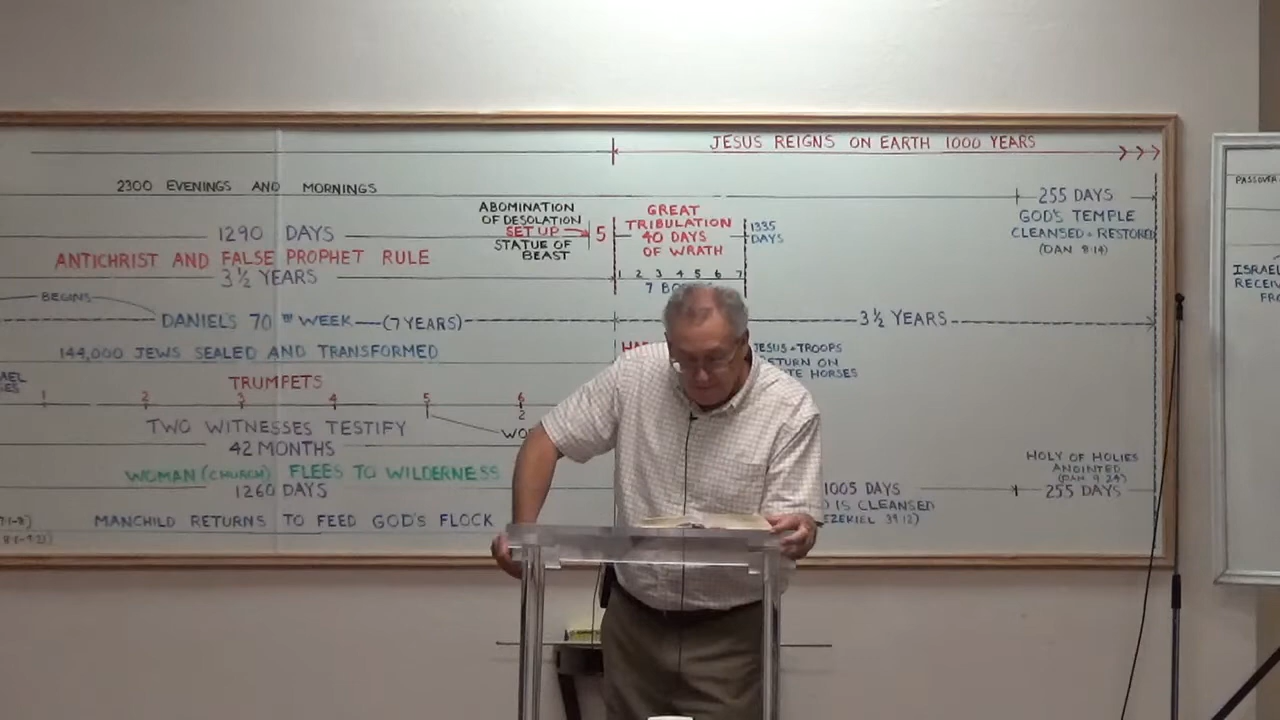 JESUS REIGNS ON EARTH 1000 YEARS
2300 EVENINGS AND MORNINGS
255 DAYS
GOD'S TEMPLE
CLEANSED + RESTORED
(DAN 8:14)
ABOMINATION
OF DESOLATION
SET UP
STATUE OF
BEAST
5
GREAT
TRIBULATION
40 DAYS
OF WRATH
1335
DAYS
1290 DAYS
ANTICHRIST AND FALSE PROPHET RULE
3½ YEARS
1 2 3 4 5 6 7
7
BEGINS
DANIEL'S 70TH WEEK — (7 YEARS)
3½ YEARS
144,000 JEWS SEALED AND TRANSFORMED
JESUS + TROOPS
RETURN ON
HORSES
TRUMPETS
1 2 3 4 5 6
2
TWO WITNESSES TESTIFY
42 MONTHS
WOMAN (CHURCH) FLEES TO WILDERNESS
1260 DAYS
MANCHILD RETURNS TO FEED GOD'S FLOCK
HOLY OF HOLIES
ANOINTED
(DAN 9:24)
255 DAYS
1005 DAYS
IS CLEANSED
EZEKIEL 39:12)
PASSOVER
ISRAEL